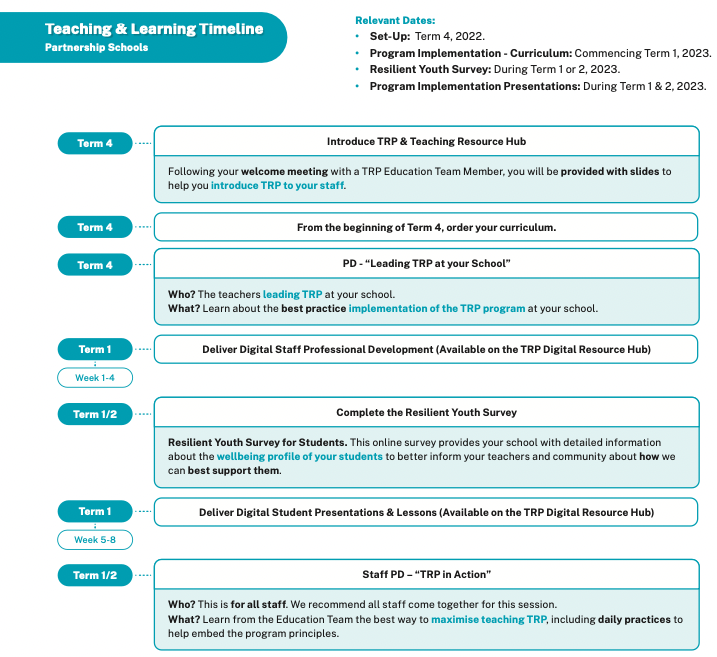 Teaching & Learning Timeline
Partnership Schools
Relevant Dates:
• Set-Up: Term 4, 2022.
• Program Implementation - Curriculum: Commencing Term 1, 2023.
• Resilient Youth Survey: During Term 1 or 2, 2023.
• Program Implementation Presentations: During Term 1 & 2, 2023.
Term 4
Introduce TRP & Teaching Resource Hub
Following your welcome meeting with a TRP Education Team Member, you will be provided with slides to
help you introduce TRP to your staff.
Term 4
From the beginning of Term 4, order your curriculum.
Term 4
PD - “Leading TRP at your School”
Who? The teachers leading TRP at your school.
What? Learn about the best practice implementation of the TRP program at your school.
Term 1
Deliver Digital Staff Professional Development (Available on the TRP Digital Resource Hub)
Week 1-4
Term 1/2
Complete the Resilient Youth Survey
Resilient Youth Survey for Students. This online survey provides your school with detailed information
about the wellbeing profile of your students to better inform your teachers and community about how we
can best support them.
Term 1
Deliver Digital Student Presentations & Lessons (Available on the TRP Digital Resource Hub)
Week 5-8
Term 1/2
Staff PD – “TRP in Action”
Who? This is for all staff. We recommend all staff come together for this session.
What? Learn from the Education Team the best way to maximise teaching TRP, including daily practices to
help embed the program principles.